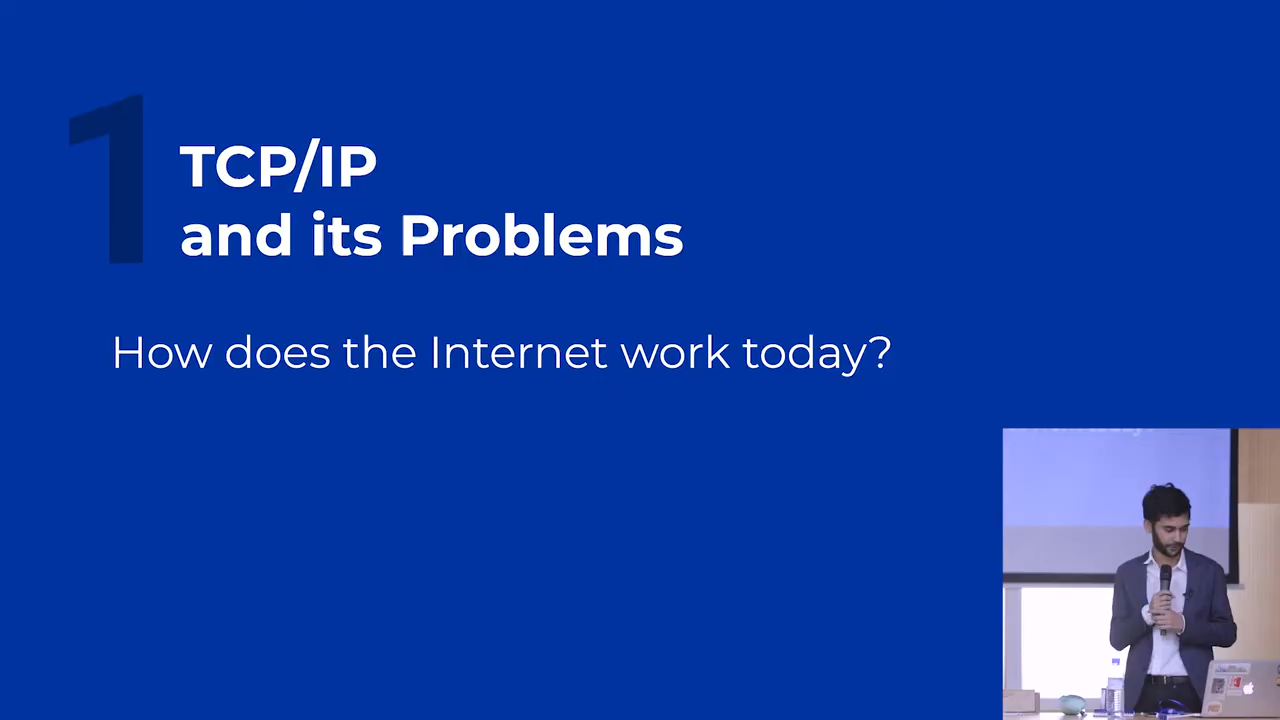 1
TCP/IP
and its Problems
How does the Internet work today?